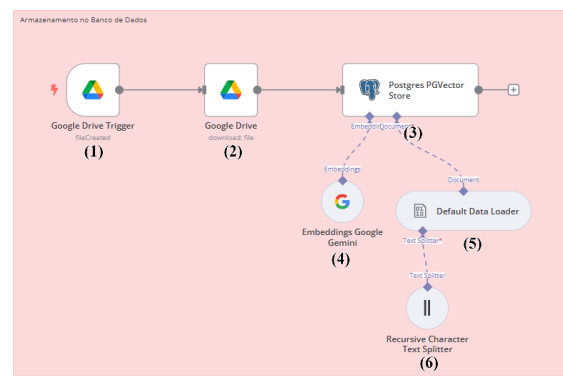 Armazenamento no Banco de Dados
Google Drive Trigger
fileCreated
(1)
Google Drive
download: file
(2)
Postgres PGVector
Store
(3)
Document*
Embeddings
Embeddings Google
Gemini
(4)
Document
Default Data Loader
(5)
Text Splitter*
Text Splitter
Recursive Character
Text Splitter
(6)